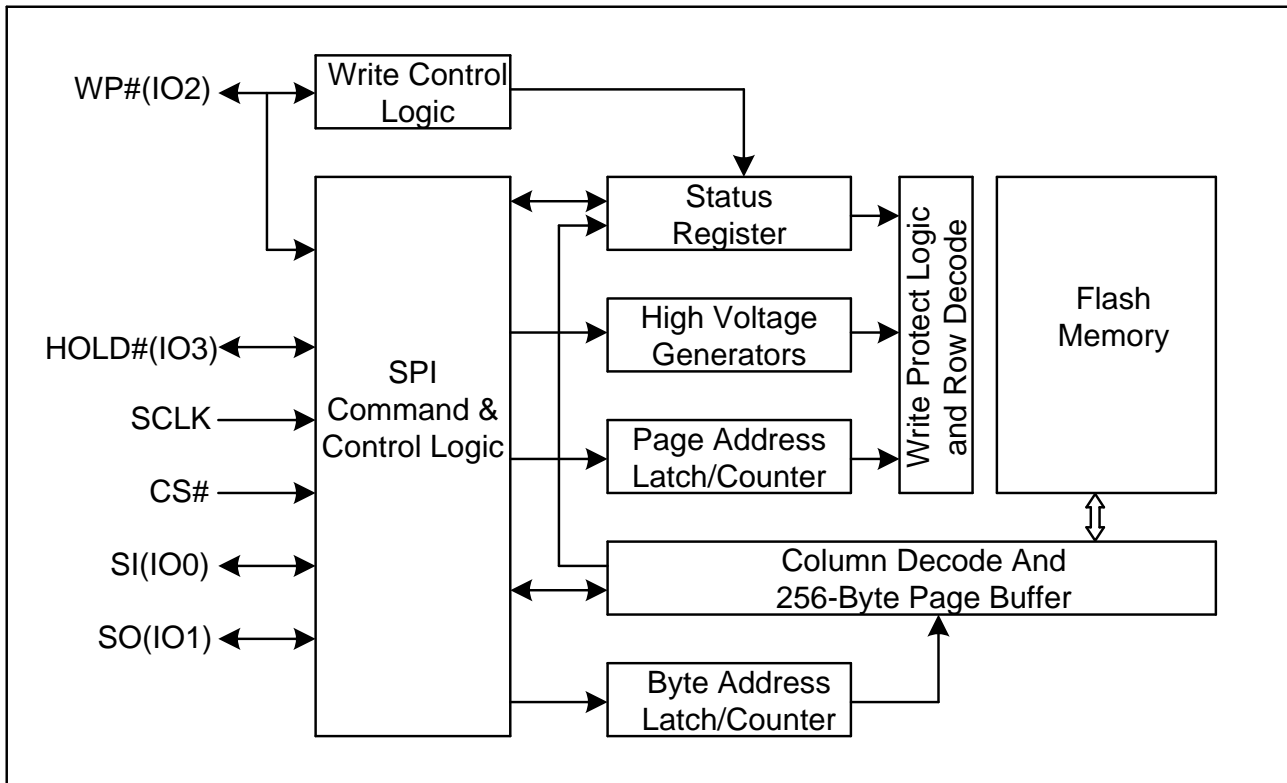 WP#(IO2)
Write Control
Logic
Status
Register
Write Protect Logic
and Row Decode
Flash
Memory
HOLD#(IO3)
SCLK
CS#
SI(IO0)
SO(IO1)
SPI
Command &
Control Logic
High Voltage
Generators
Page Address
Latch/Counter
Column Decode And
256-Byte Page Buffer
Byte Address
Latch/Counter